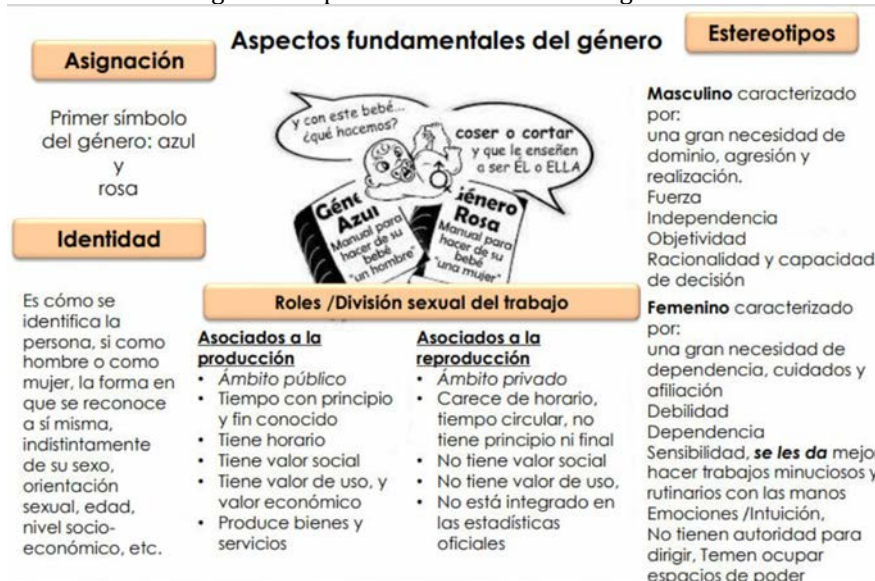 Aspectos fundamentales del género
Asignación
Primer símbolo
del género: azul
y
rosa
Identidad
Es cómo se
identifica la
persona, si como
hombre o como
mujer, la forma en
que se reconoce
a sí misma,
indistintamente
de su sexo,
orientación
sexual, edad,
nivel socio-
económico, etc.
y con este bebé...
¿qué hacemos?
coser o cortar
y que le enseñen
a ser ÉL o ELLA
Azul
Manual para
hacer de su
bebé
"un hombre"
Rosa
Manual para
hacer de su
bebé
"una mujer"
Roles /División sexual del trabajo
Asociados a la
producción
• Ámbito público
• Tiempo con principio
y fin conocido
• Tiene horario
• Tiene valor social
• Tiene valor de uso, y
valor económico
• Produce bienes y
servicios
Asociados a la
reproducción
• Ámbito privado
• Carece de horario,
tiempo circular, no
tiene principio ni final
• No tiene valor social
• No tiene valor de uso,
• No está integrado en
las estadísticas
oficiales
Estereotipos
Masculino caracterizado
por:
una gran necesidad de
dominio, agresión y
realización.
Fuerza
Independencia
Objetividad
Racionalidad y capacidad
de decisión
Femenino caracterizado
por:
una gran necesidad de
dependencia, cuidados y
afiliación
Debilidad
Dependencia
Sensibilidad, se les da mejo
hacer trabajos minuciosos y
rutinarios con las manos
Emociones /Intuición,
No tienen autoridad para
dirigir, Temen ocupar
espacios de poder